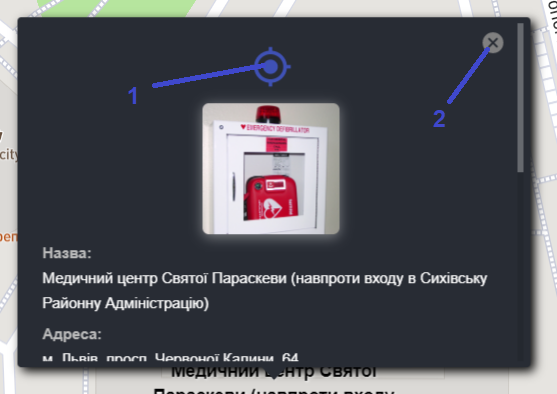 1
2
EMERGENCY DEFIBRILLATOR
Назва:
Медичний центр Святої Параскеви (навпроти входу в Сихівську
Районну Адміністрацію)
Адреса:
м. Львів, просп. Червоної Калини, 64
Медичний центр Святої
Параскеви (навпроти входу